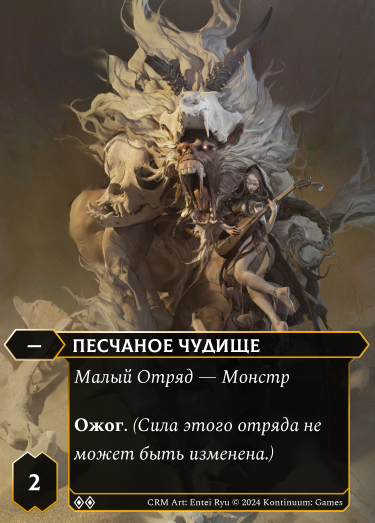 —
ПЕСЧАНОЕ ЧУДИЩЕ
Малый Отряд — Монстр
Ожог. (Сила этого отряда не
может быть изменена.)
2
CRM Art: Entei Ryu © 2024 Kontinuum: Games